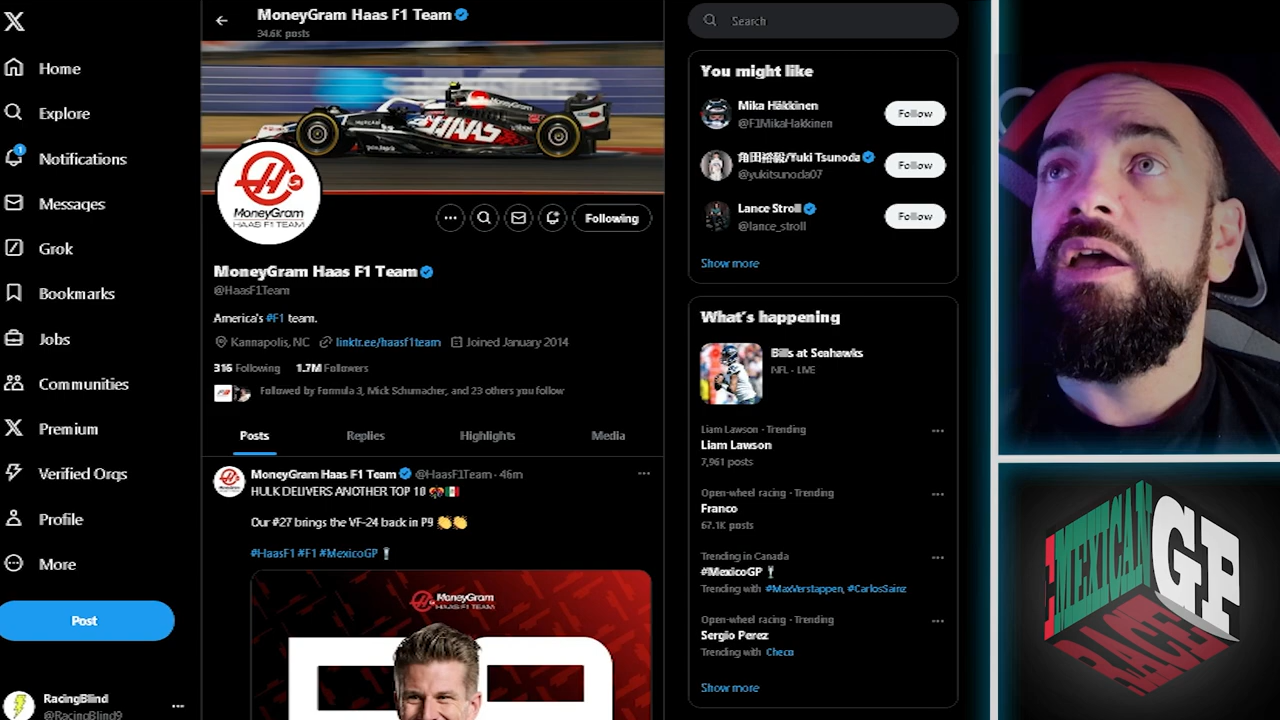 Home
Explore
1
Notifications
Messages
Grok
Bookmarks
Jobs
Communities
Premium
Verified Orgs
Profile
More
Post
RacingBlind
@RacingBlind9
MoneyGram Haas F1 Team
34.6K posts
MoneyGram
HAAS
MoneyGram
HAAS F1 TEAM
Following
MoneyGram Haas F1 Team
@HaasF1Team
America's #F1 team.
Kannapolis, NC linktr.ee/haasf1team Joined January 2014
316 Following 1.7M Followers
Followed by Formula 3, Mick Schumacher, and 23 others you follow
Posts Replies Highlights Media
MoneyGram Haas F1 Team @HaasF1Team · 46m
HULK DELIVERS ANOTHER TOP 10
Our #27 brings the VF-24 back in P9 👏👏
#HaasF1 #F1 #MexicoGP
MoneyGram
HAAS F1 TEAM
Search
You might like
Mika Häkkinen
@F1MikaHakkinen
Follow
角田裕毅/Yuki Tsunoda
@yukitsunoda07
Follow
Lance Stroll
@lance_stroll
Follow
Show more
What's happening
Bills at Seahawks
NFL · LIVE
Liam Lawson · Trending
Liam Lawson
7,961 posts
Open-wheel racing · Trending
Franco
67.1K posts
Trending in Canada
#MexicoGP
Trending with #MaxVerstappen, #CarlosSainz
Open-wheel racing · Trending
Sergio Perez
Trending with Checo
Show more
MEXICAN
GP
RACE